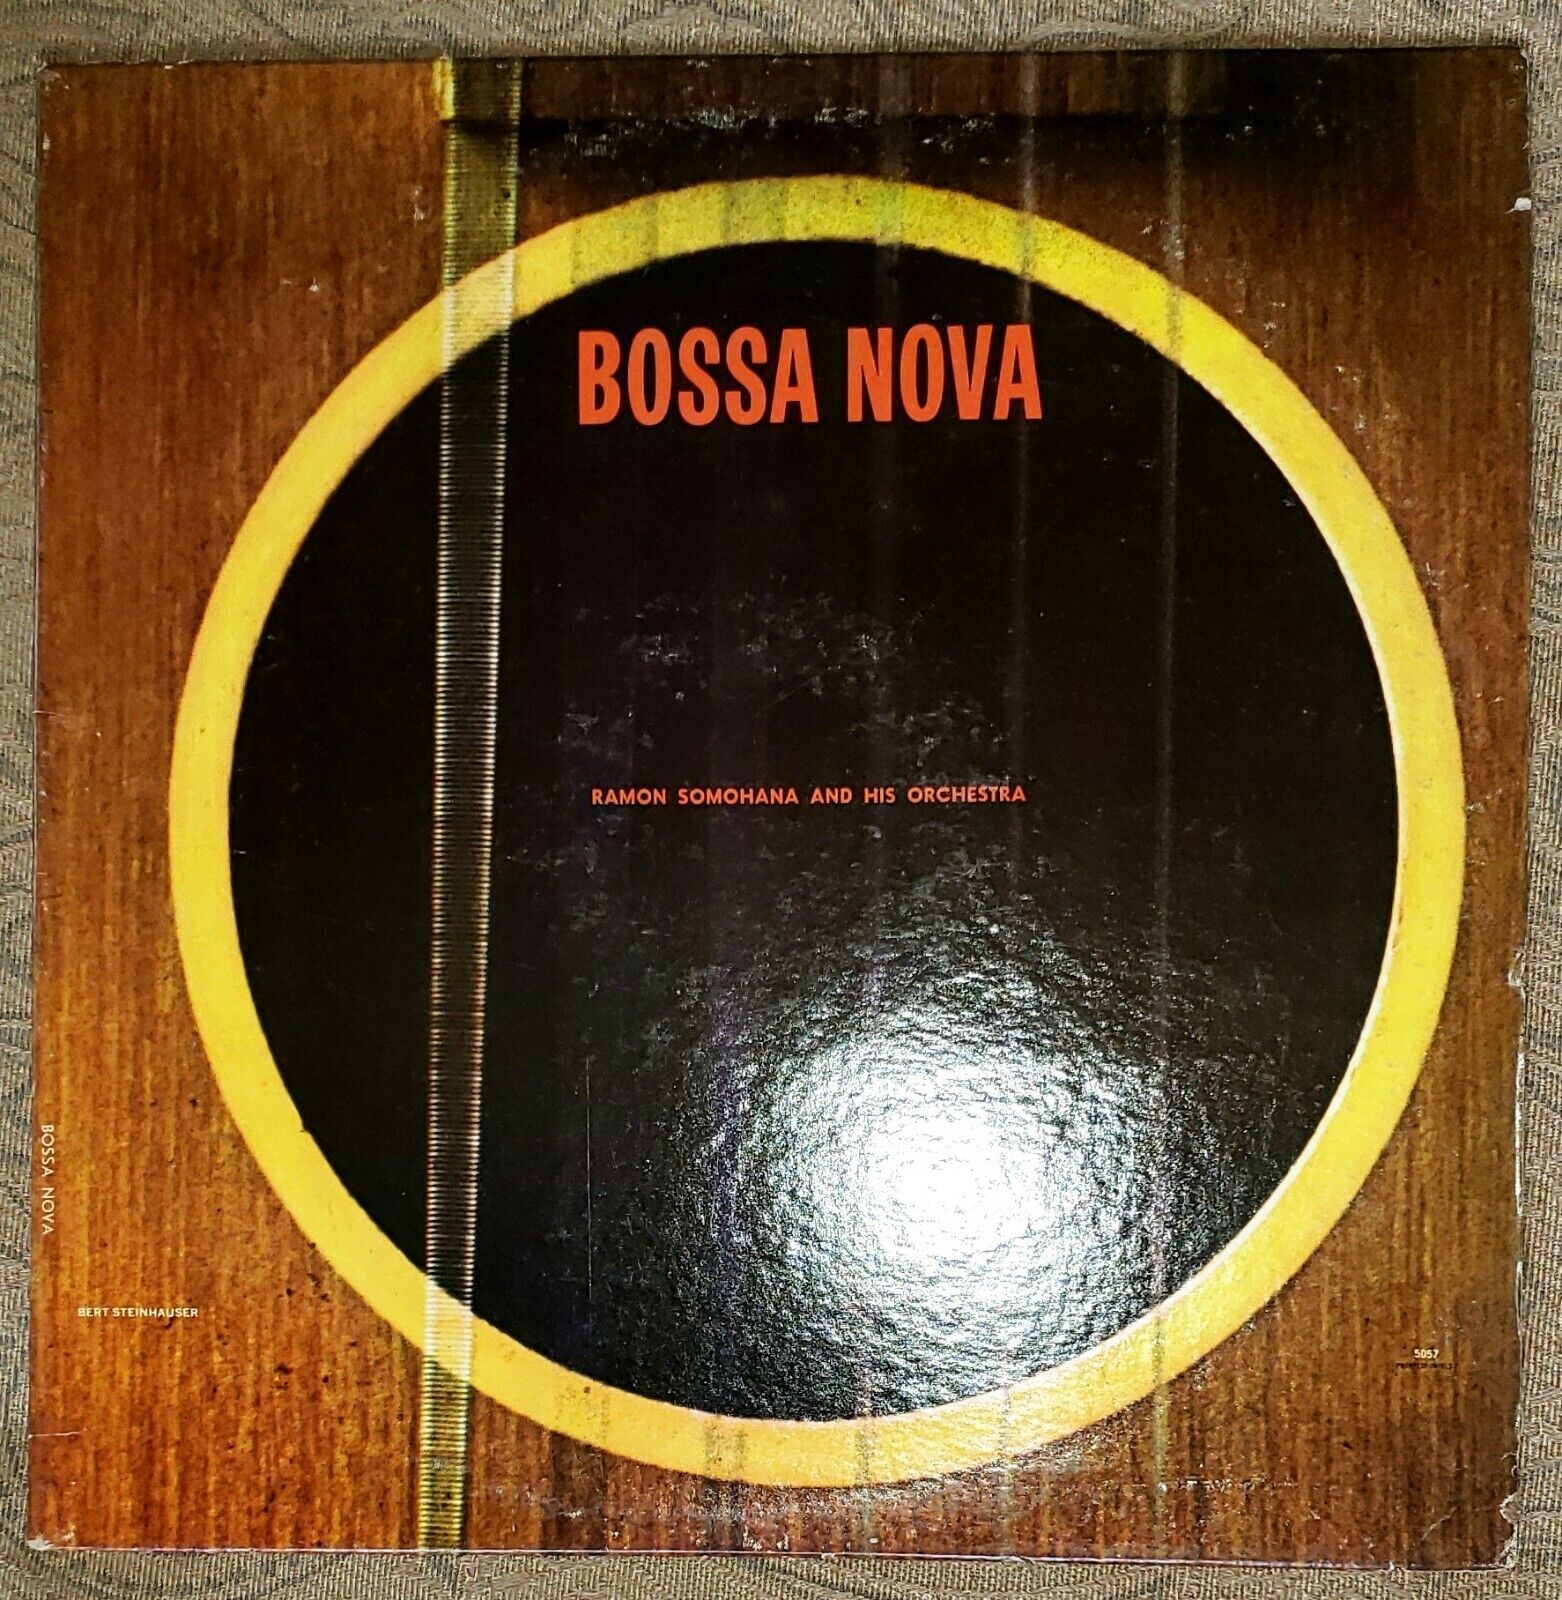 BOSSA NOVA
RAMON SOMOHANA AND HIS ORCHESTRA
BOSSA NOVA
BERT STEINHAUSER
5057